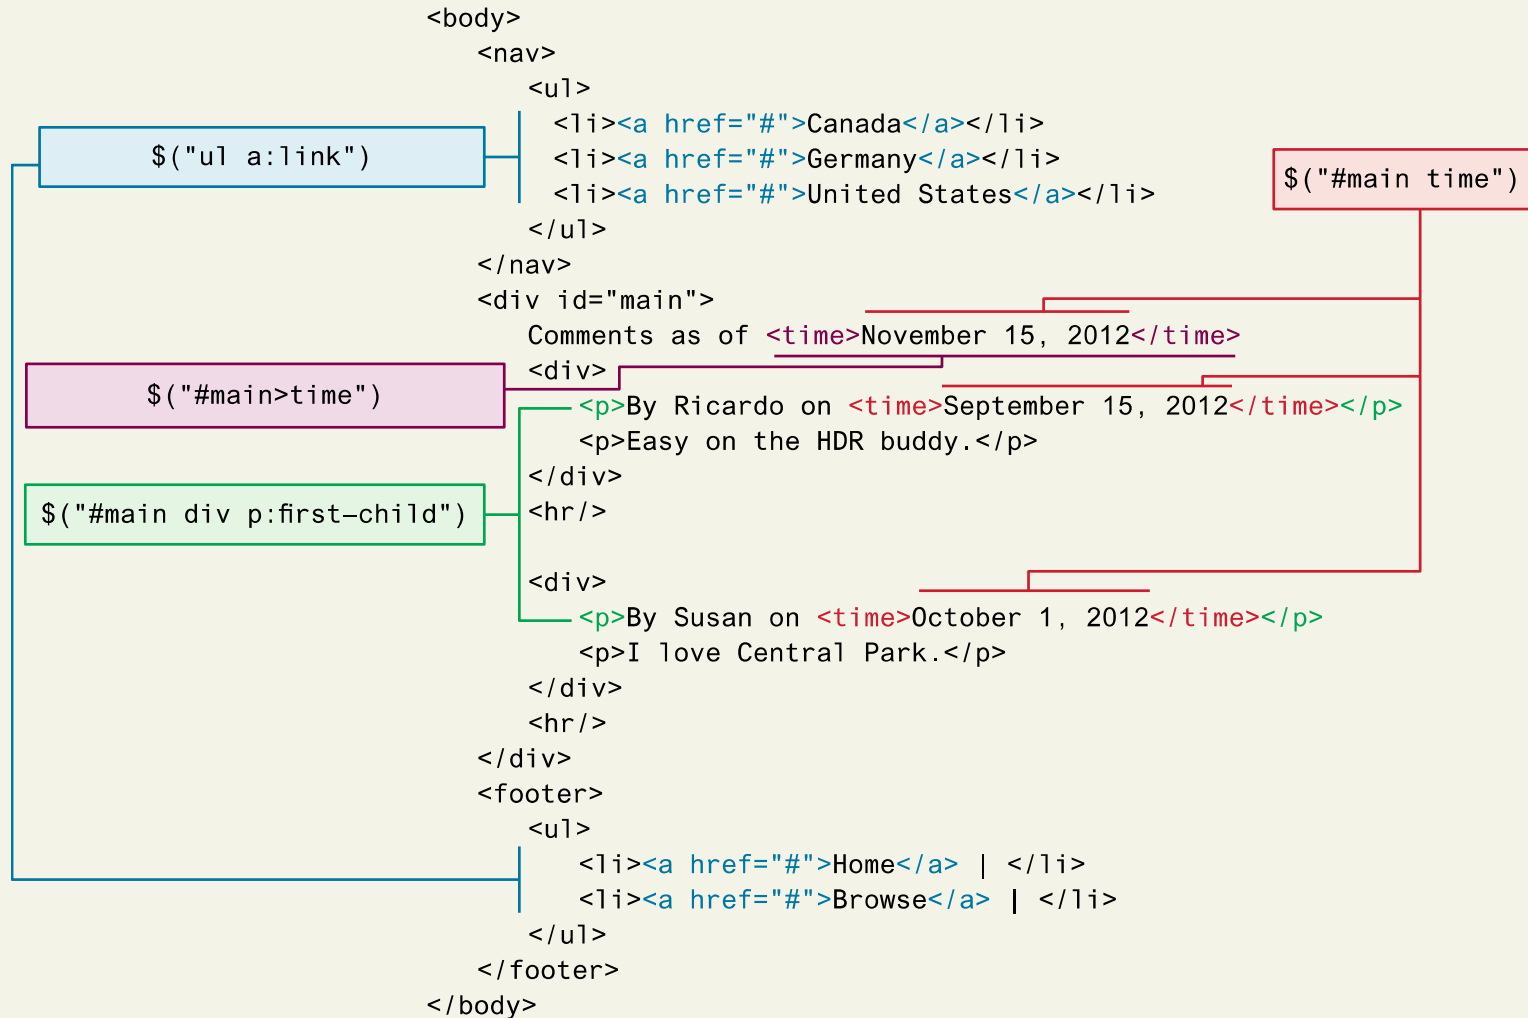 <body>
<nav>
<ul>
<li><a href="#">Canada</a></li>
$("ul a:link")
<li><a href="#">Germany</a></li>
<li><a href="#">United States</a></li>
$("#main time")
</ul>
</nav>
<div id="main">
Comments as of <time>November 15, 2012</time>
<div>
$("#main>time")
<p>By Ricardo on <time>September 15, 2012</time></p>
<p>Easy on the HDR buddy.</p>
</div>
$("#main div p:first-child")
<hr/>
<div>
<p>By Susan on <time>October 1, 2012</time></p>
<p>I love Central Park.</p>
</div>
<hr/>
</div>
<footer>
<ul>
<li><a href="#">Home</a> | </li>
<li><a href="#">Browse</a> | </li>
</ul>
</footer>
</body>